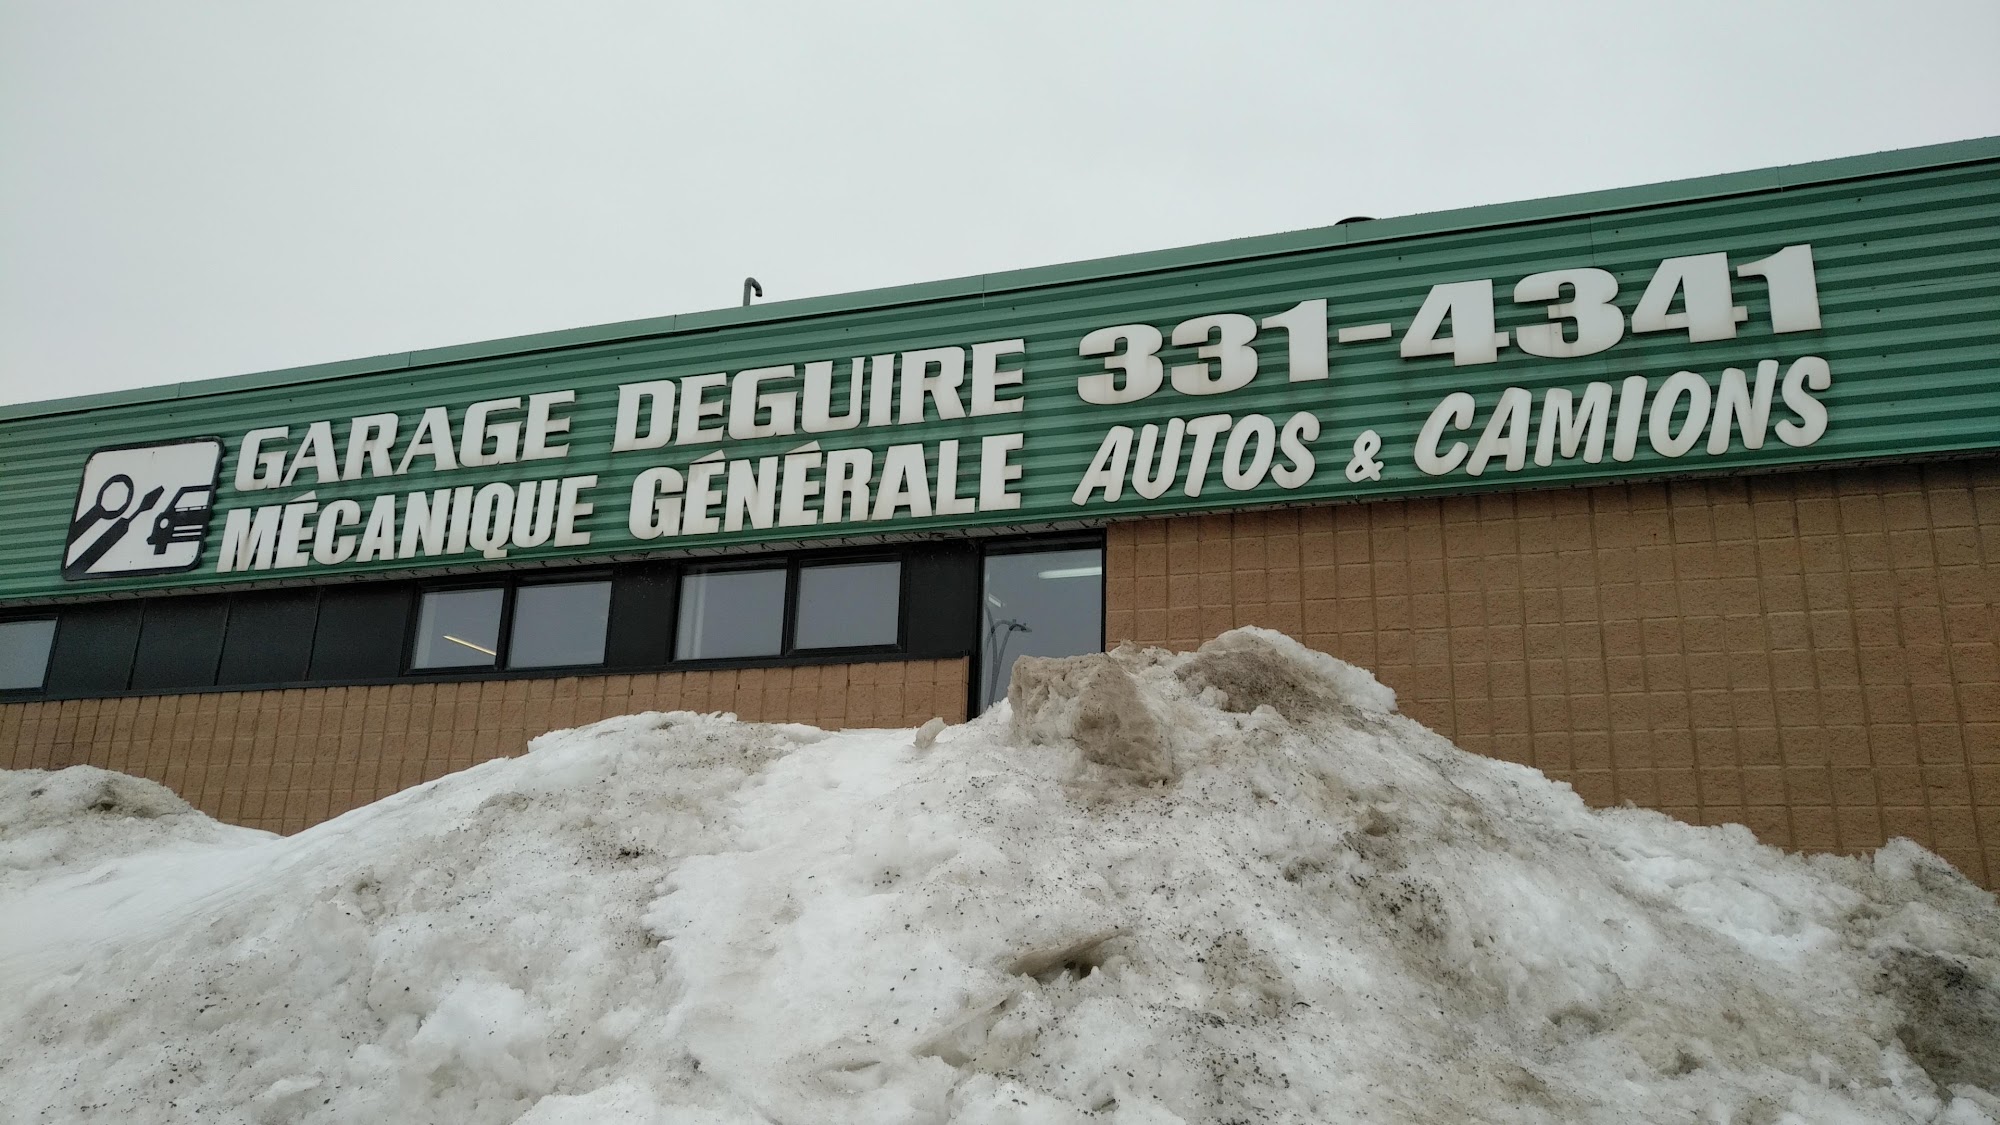 GARAGE DEGUIRE 331-4341
MÉCANIQUE GÉNÉRALE AUTOS & CAMIONS